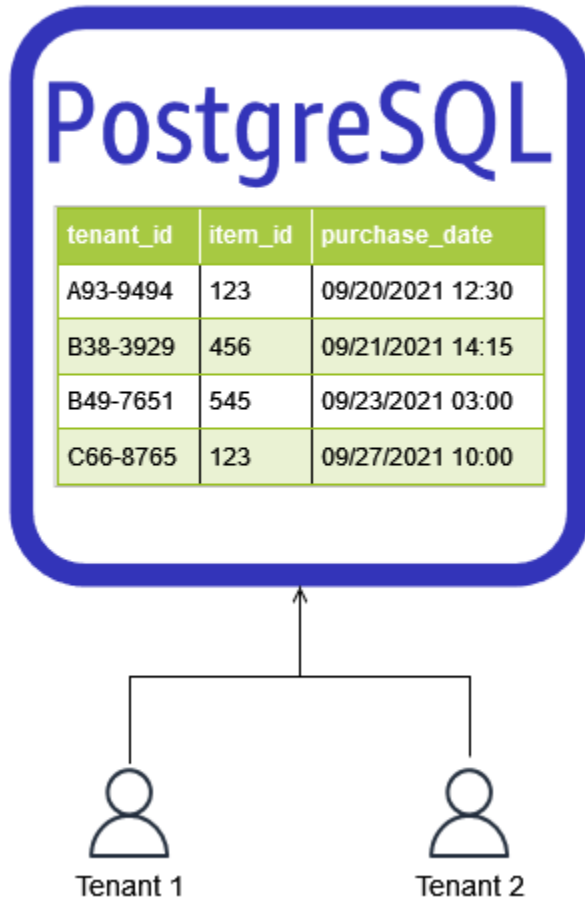 PostgreSQL
tenant_id item_id purchase_date
A93-9494 123 09/20/2021 12:30
B38-3929 456 09/21/2021 14:15
B49-7651 545 09/23/2021 03:00
C66-8765 123 09/27/2021 10:00
Tenant 1 Tenant 2